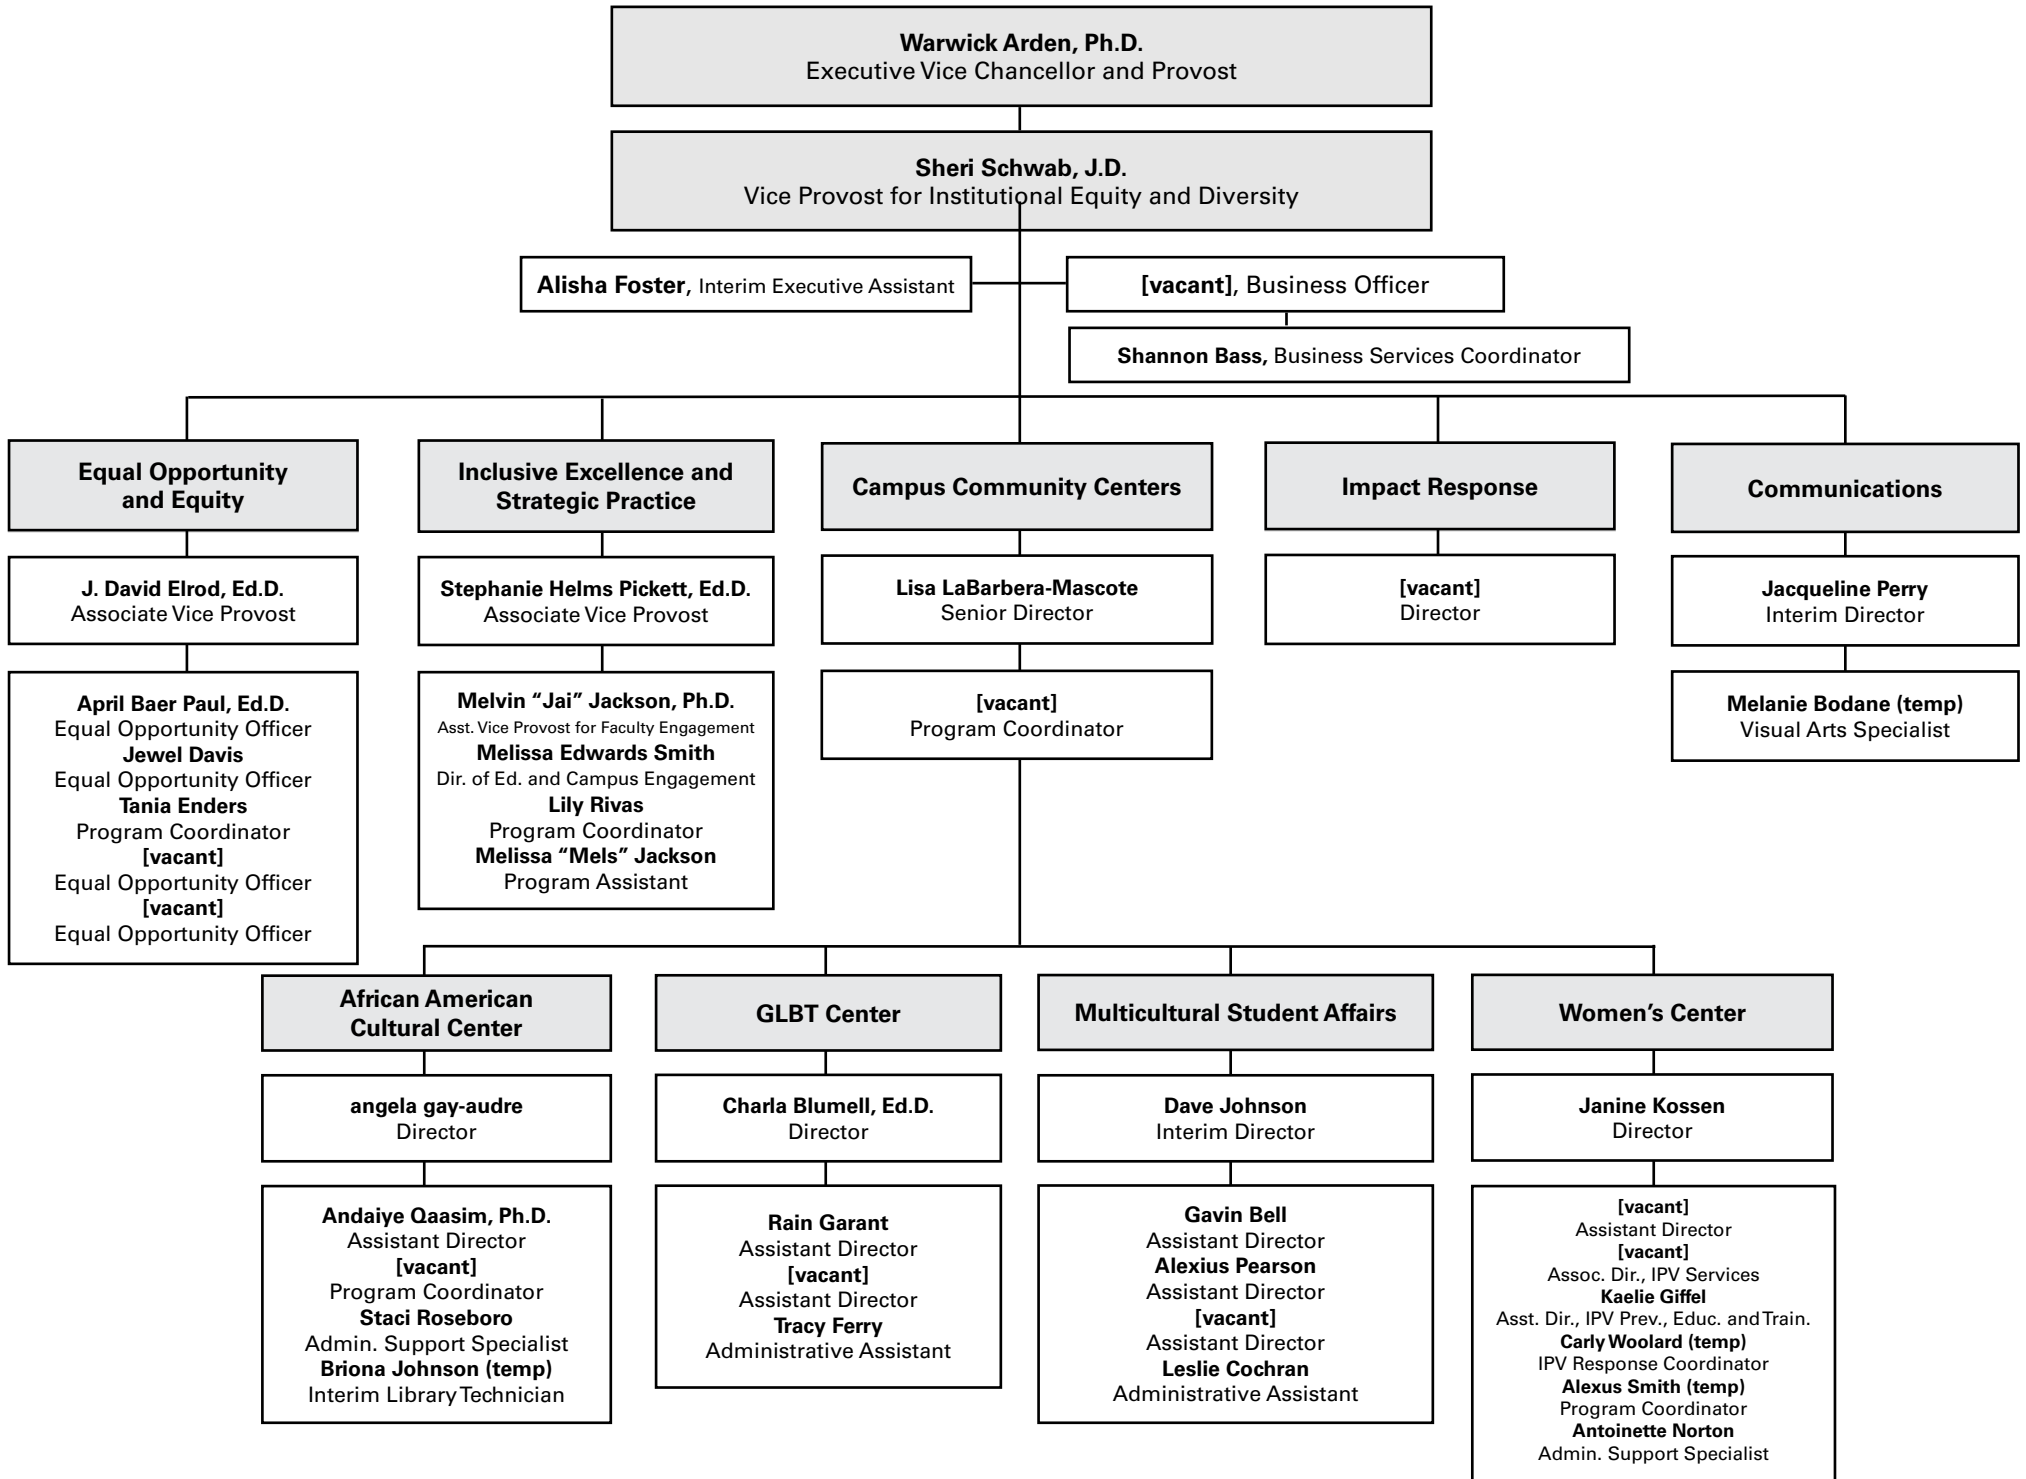 Warwick Arden, Ph.D.
Executive Vice Chancellor and Provost
Sheri Schwab, J.D.
Vice Provost for Institutional Equity and Diversity
Alisha Foster, Interim Executive Assistant
[vacant], Business Officer
Shannon Bass, Business Services Coordinator
Equal Opportunity
and Equity
J. David Elrod, Ed.D.
Associate Vice Provost
April Baer Paul, Ed.D.
Equal Opportunity Officer
Jewel Davis
Equal Opportunity Officer
Tania Enders
Program Coordinator
[vacant]
Equal Opportunity Officer
[vacant]
Equal Opportunity Officer
Inclusive Excellence and
Strategic Practice
Stephanie Helms Pickett, Ed.D.
Associate Vice Provost
Melvin “Jai” Jackson, Ph.D.
Asst. Vice Provost for Faculty Engagement
Melissa Edwards Smith
Dir. of Ed. and Campus Engagement
Lily Rivas
Program Coordinator
Melissa “Mels” Jackson
Program Assistant
Campus Community Centers
Lisa LaBarbera-Mascote
Senior Director
[vacant]
Program Coordinator
Impact Response
[vacant]
Director
Communications
Jacqueline Perry
Interim Director
Melanie Bodane (temp)
Visual Arts Specialist
African American
Cultural Center
angela gay-audre
Director
Andaiye Qaasim, Ph.D.
Assistant Director
[vacant]
Program Coordinator
Staci Roseboro
Admin. Support Specialist
Briona Johnson (temp)
Interim Library Technician
GLBT Center
Charla Blumell, Ed.D.
Director
Rain Garant
Assistant Director
[vacant]
Assistant Director
Tracy Ferry
Administrative Assistant
Multicultural Student Affairs
Dave Johnson
Interim Director
Gavin Bell
Assistant Director
Alexius Pearson
Assistant Director
[vacant]
Assistant Director
Leslie Cochran
Administrative Assistant
Women’s Center
Janine Kossen
Director
[vacant]
Assistant Director
[vacant]
Assoc. Dir., IPV Services
Kaelie Giffel
Asst. Dir., IPV Prev., Educ. and Train.
Carly Woolard (temp)
IPV Response Coordinator
Alexus Smith (temp)
Program Coordinator
Antoinette Norton
Admin. Support Specialist